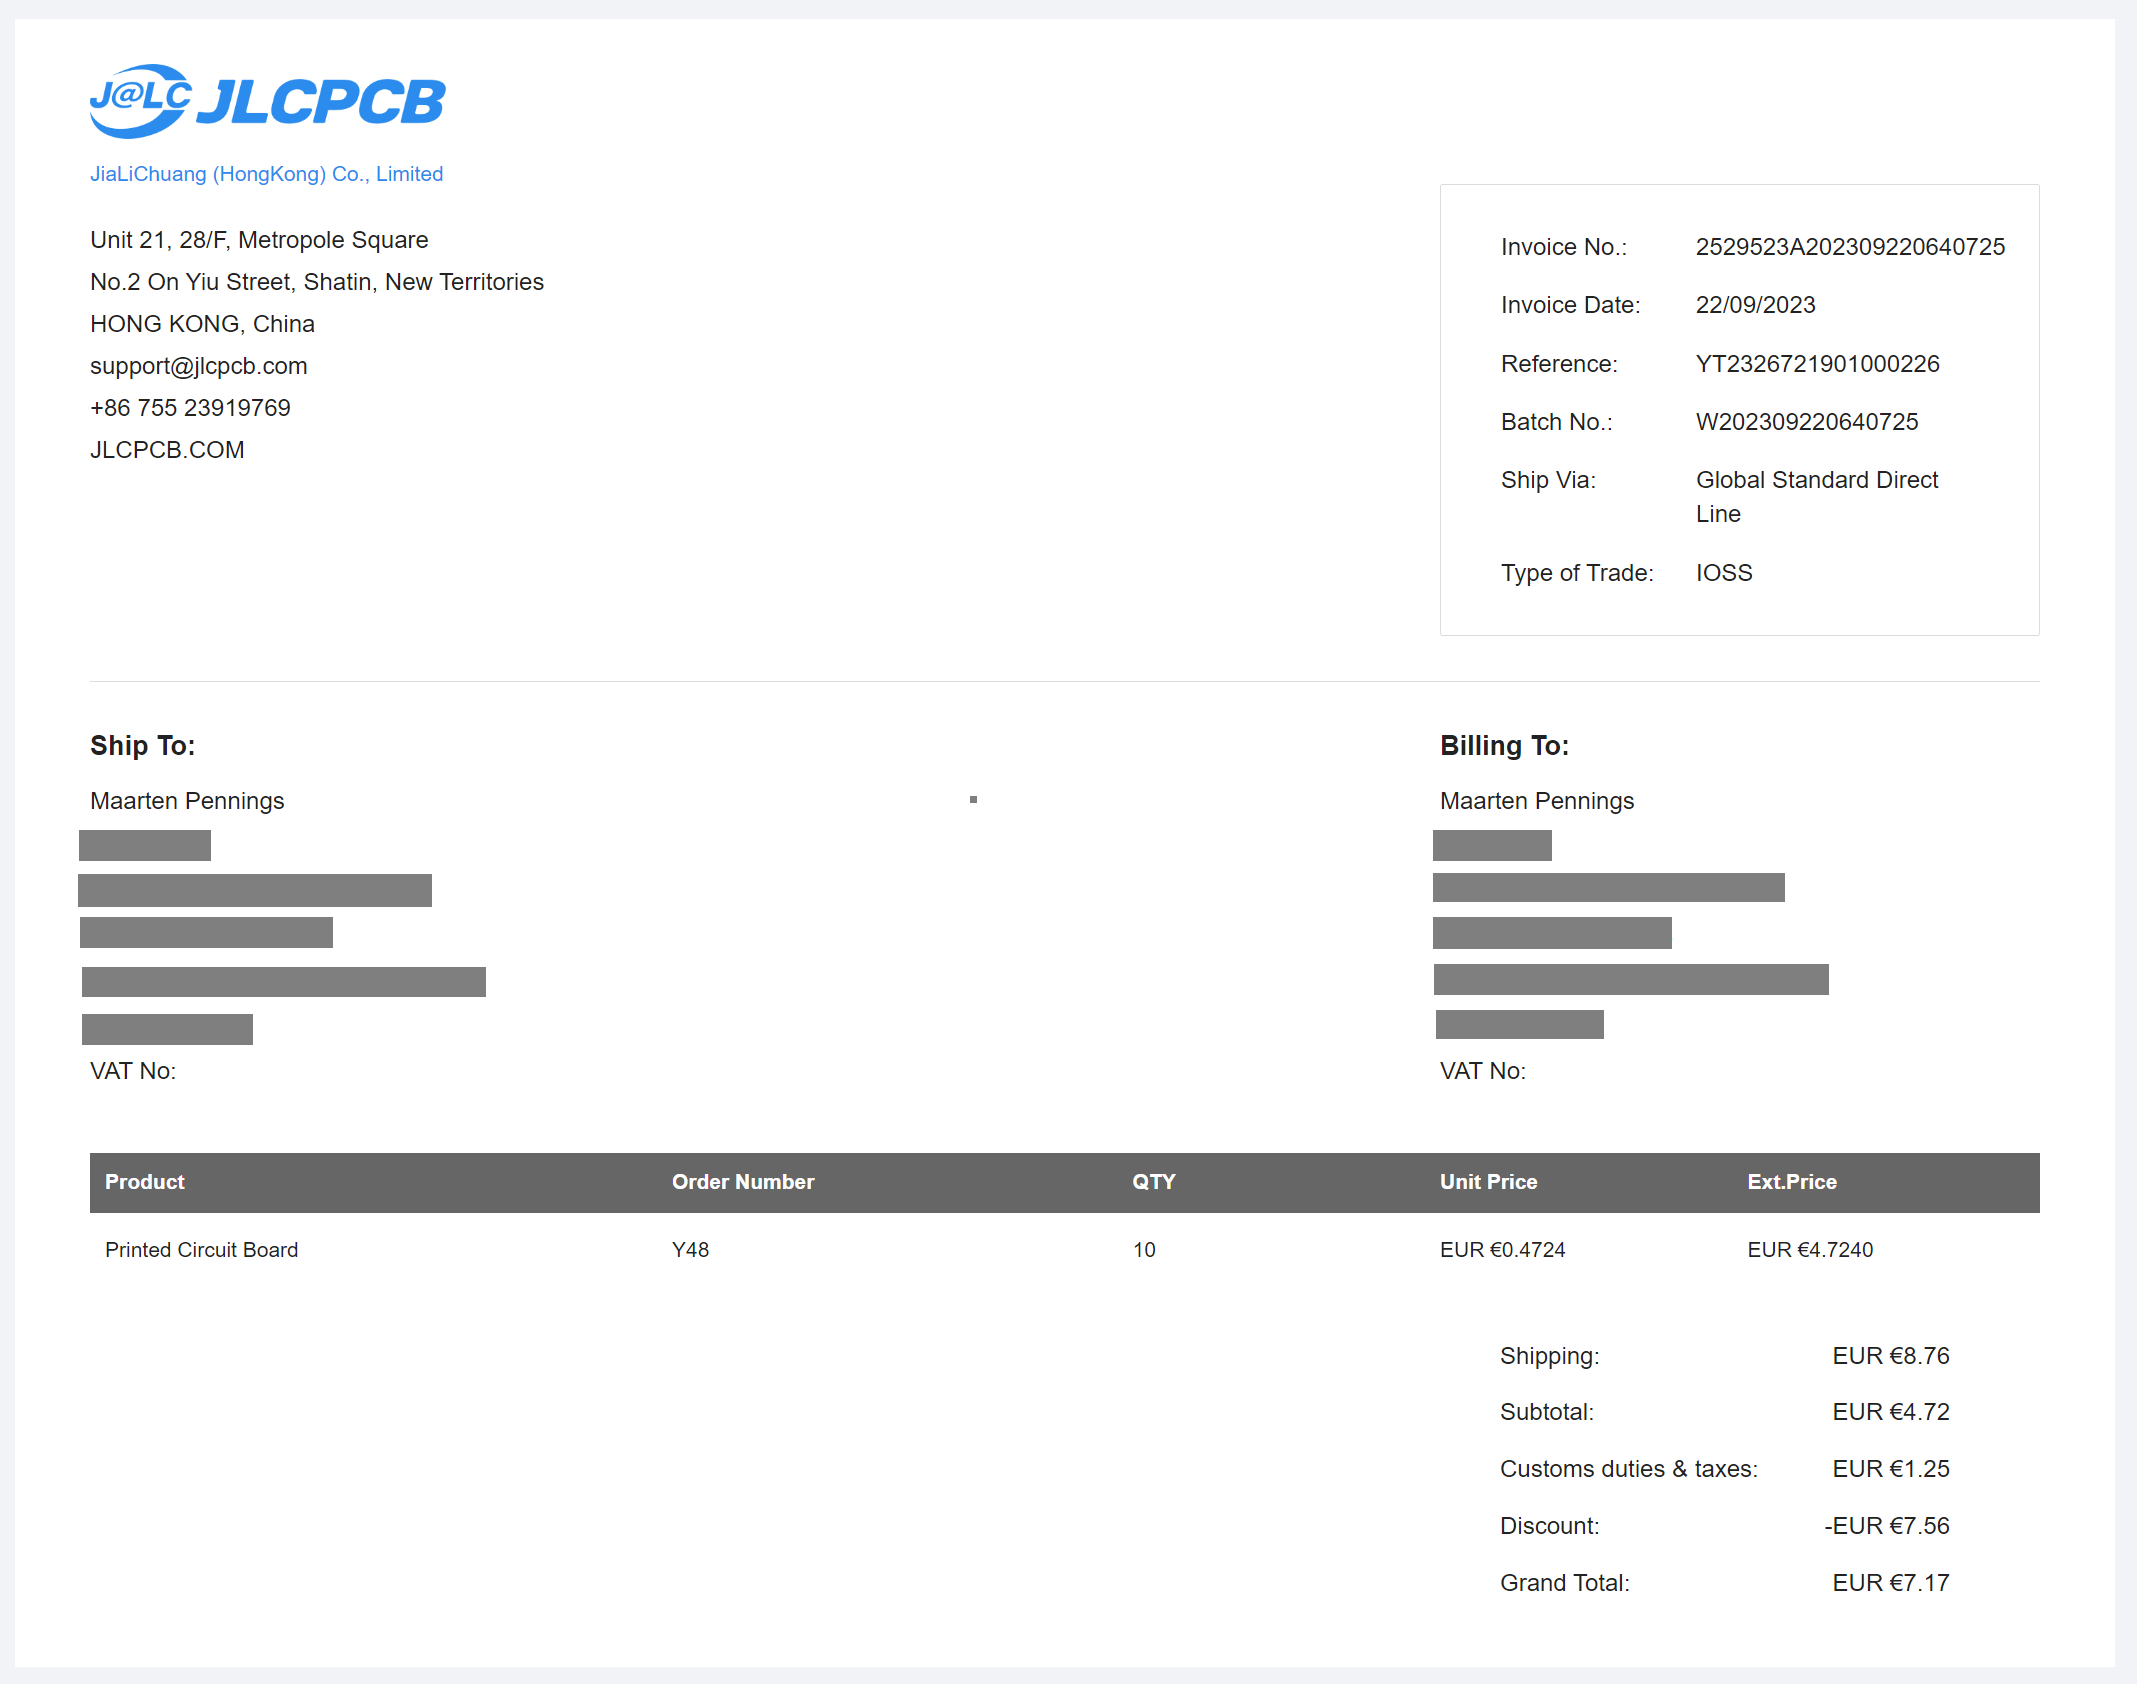 J@LC JLCPCB
JiaLiChuang (HongKong) Co., Limited
Unit 21, 28/F, Metropole Square
No.2 On Yiu Street, Shatin, New Territories
HONG KONG, China
support@jlcpcb.com
+86 755 23919769
JLCPCB.COM
Invoice No.: 2529523A202309220640725
Invoice Date: 22/09/2023
Reference: YT2326721901000226
Batch No.: W202309220640725
Ship Via: Global Standard Direct
Line
Type of Trade: IOSS
Ship To:
Maarten Pennings
VAT No:
Billing To:
Maarten Pennings
VAT No:
Product Order Number QTY Unit Price Ext.Price
Printed Circuit Board Y48 10 EUR €0.4724 EUR €4.7240
Shipping: EUR €8.76
Subtotal: EUR €4.72
Customs duties & taxes: EUR €1.25
Discount: -EUR €7.56
Grand Total: EUR €7.17